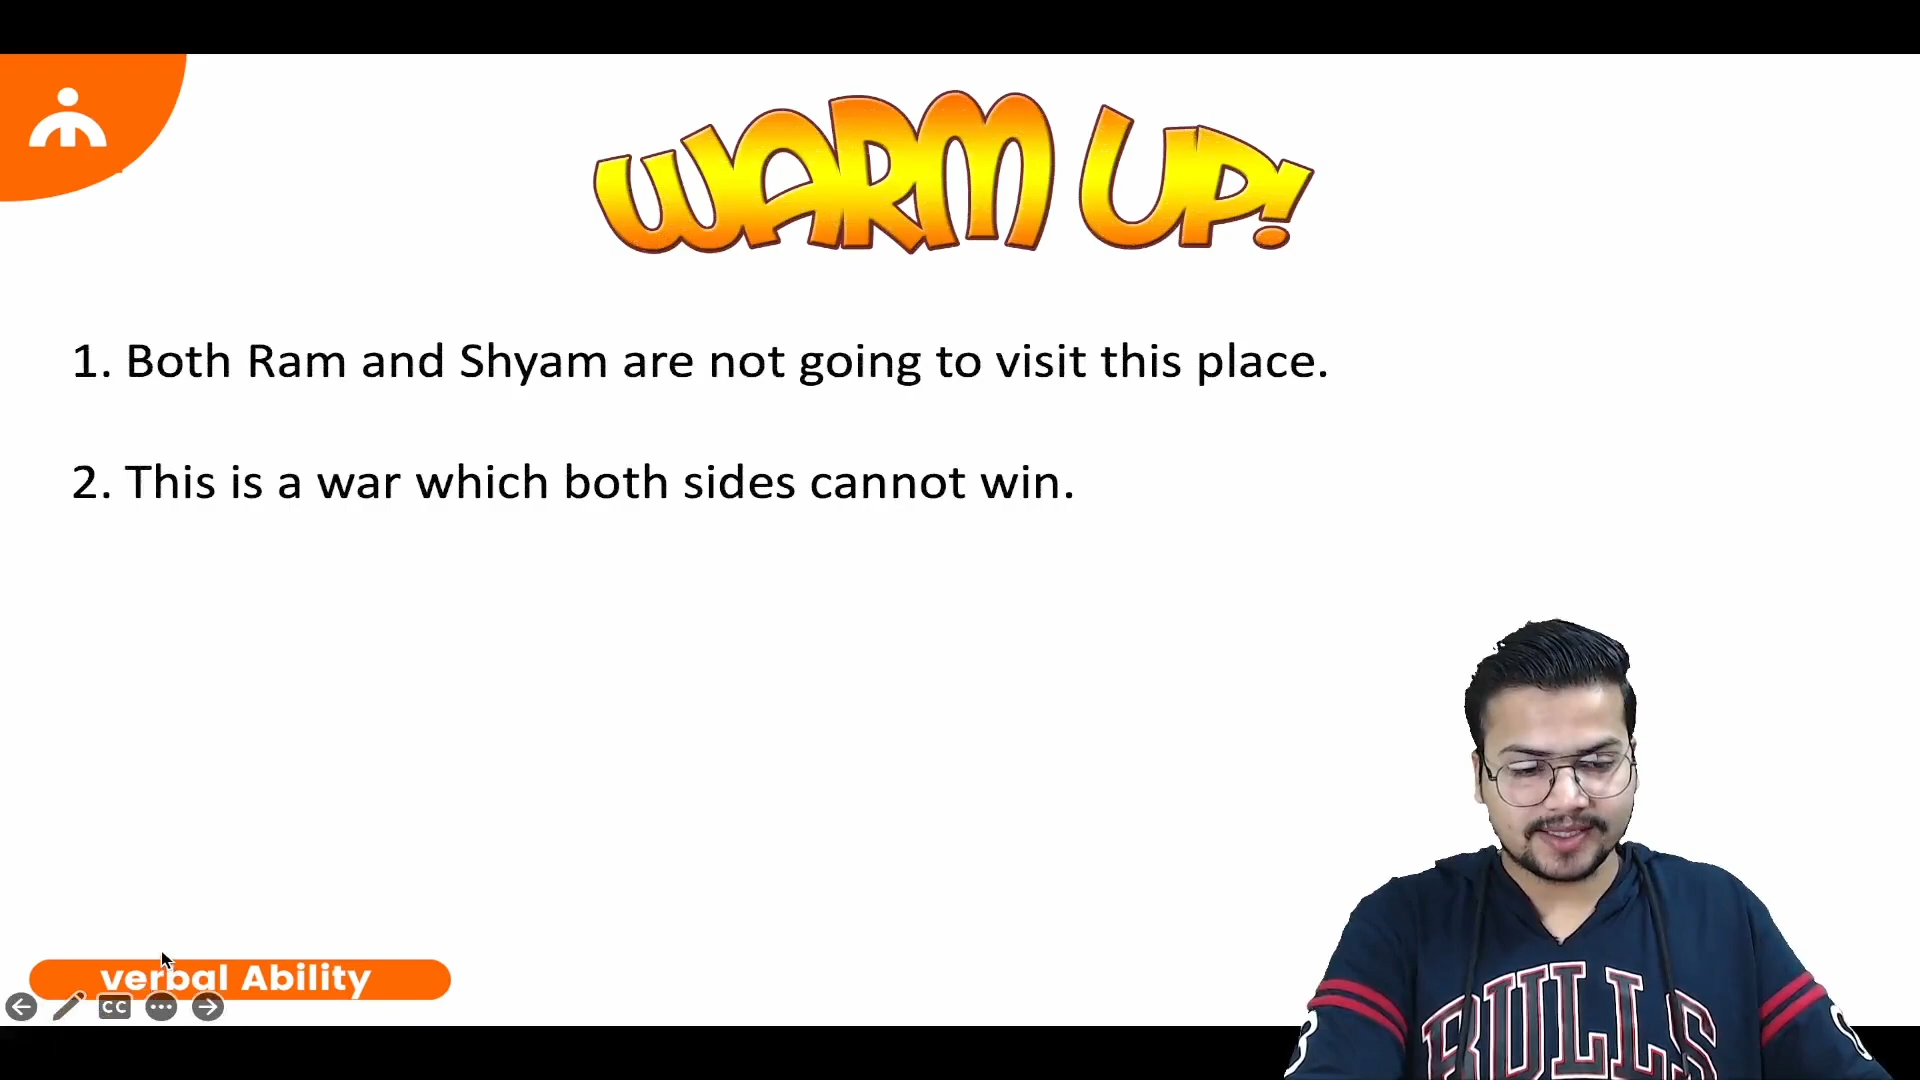 WARM UP!
1. Both Ram and Shyam are not going to visit this place.
2. This is a war which both sides cannot win.
verbal Ability
CC
BULLS